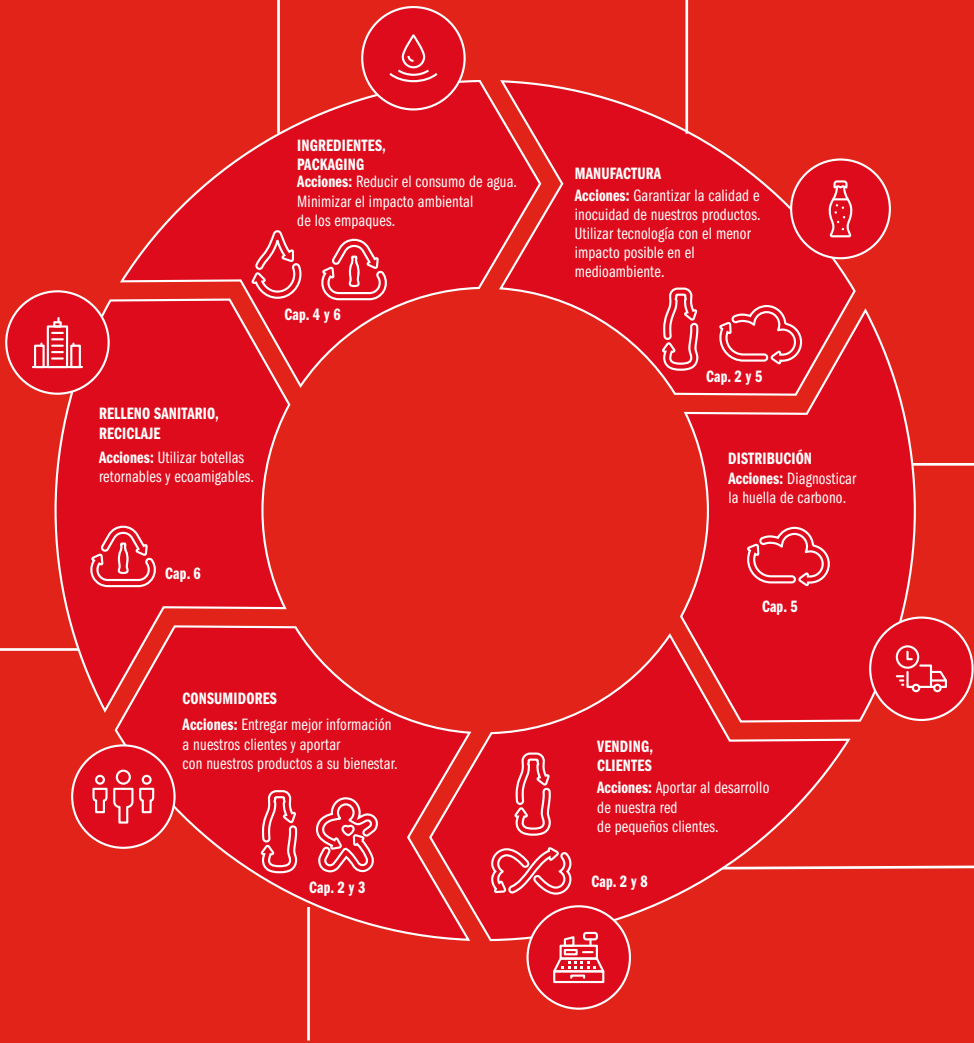 INGREDIENTES,
PACKAGING
Acciones: Reducir el consumo de agua.
Minimizar el impacto ambiental
de los empaques.
Cap. 4 y 6
MANUFACTURA
Acciones: Garantizar la calidad e
inocuidad de nuestros productos.
Utilizar tecnología con el menor
impacto posible en el
medioambiente.
Cap. 2 y 5
DISTRIBUCIÓN
Acciones: Diagnosticar
la huella de carbono.
Cap. 5
VENDING,
CLIENTES
Acciones: Aportar al desarrollo
de nuestra red
de pequeños clientes.
Cap. 2 y 8
CONSUMIDORES
Acciones: Entregar mejor información
a nuestros clientes y aportar
con nuestros productos a su bienestar.
Cap. 2 y 3
RELLENO SANITARIO,
RECICLAJE
Acciones: Utilizar botellas
retornables y ecoamigables.
Cap. 6